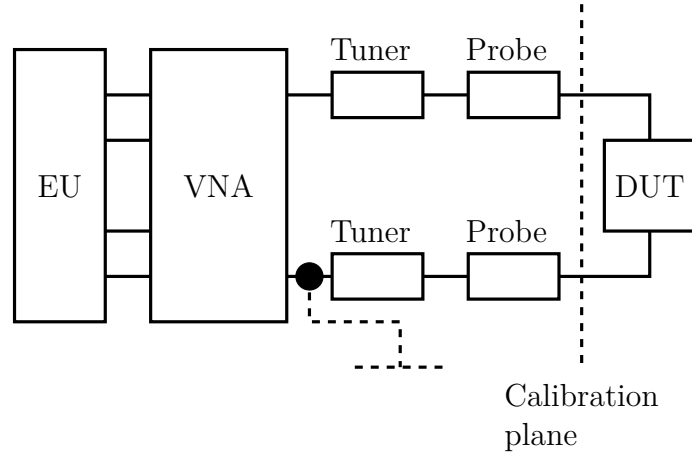 Tuner
Probe
EU
VNA
DUT
Tuner
Probe
Calibration
plane